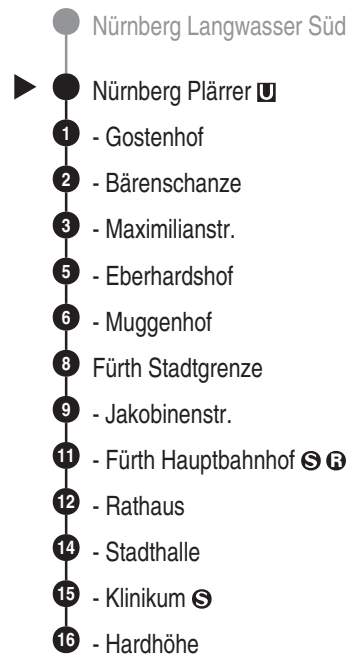 Nürnberg Langwasser Süd
Nürnberg Plärrer U
1 - Gostenhof
2 - Bärenschanze
3 - Maximilianstr.
5 - Eberhardshof
6 - Muggenhof
8 Fürth Stadtgrenze
9 - Jakobinenstr.
11 - Fürth Hauptbahnhof S R
12 - Rathaus
14 - Stadthalle
15 - Klinikum S
16 - Hardhöhe